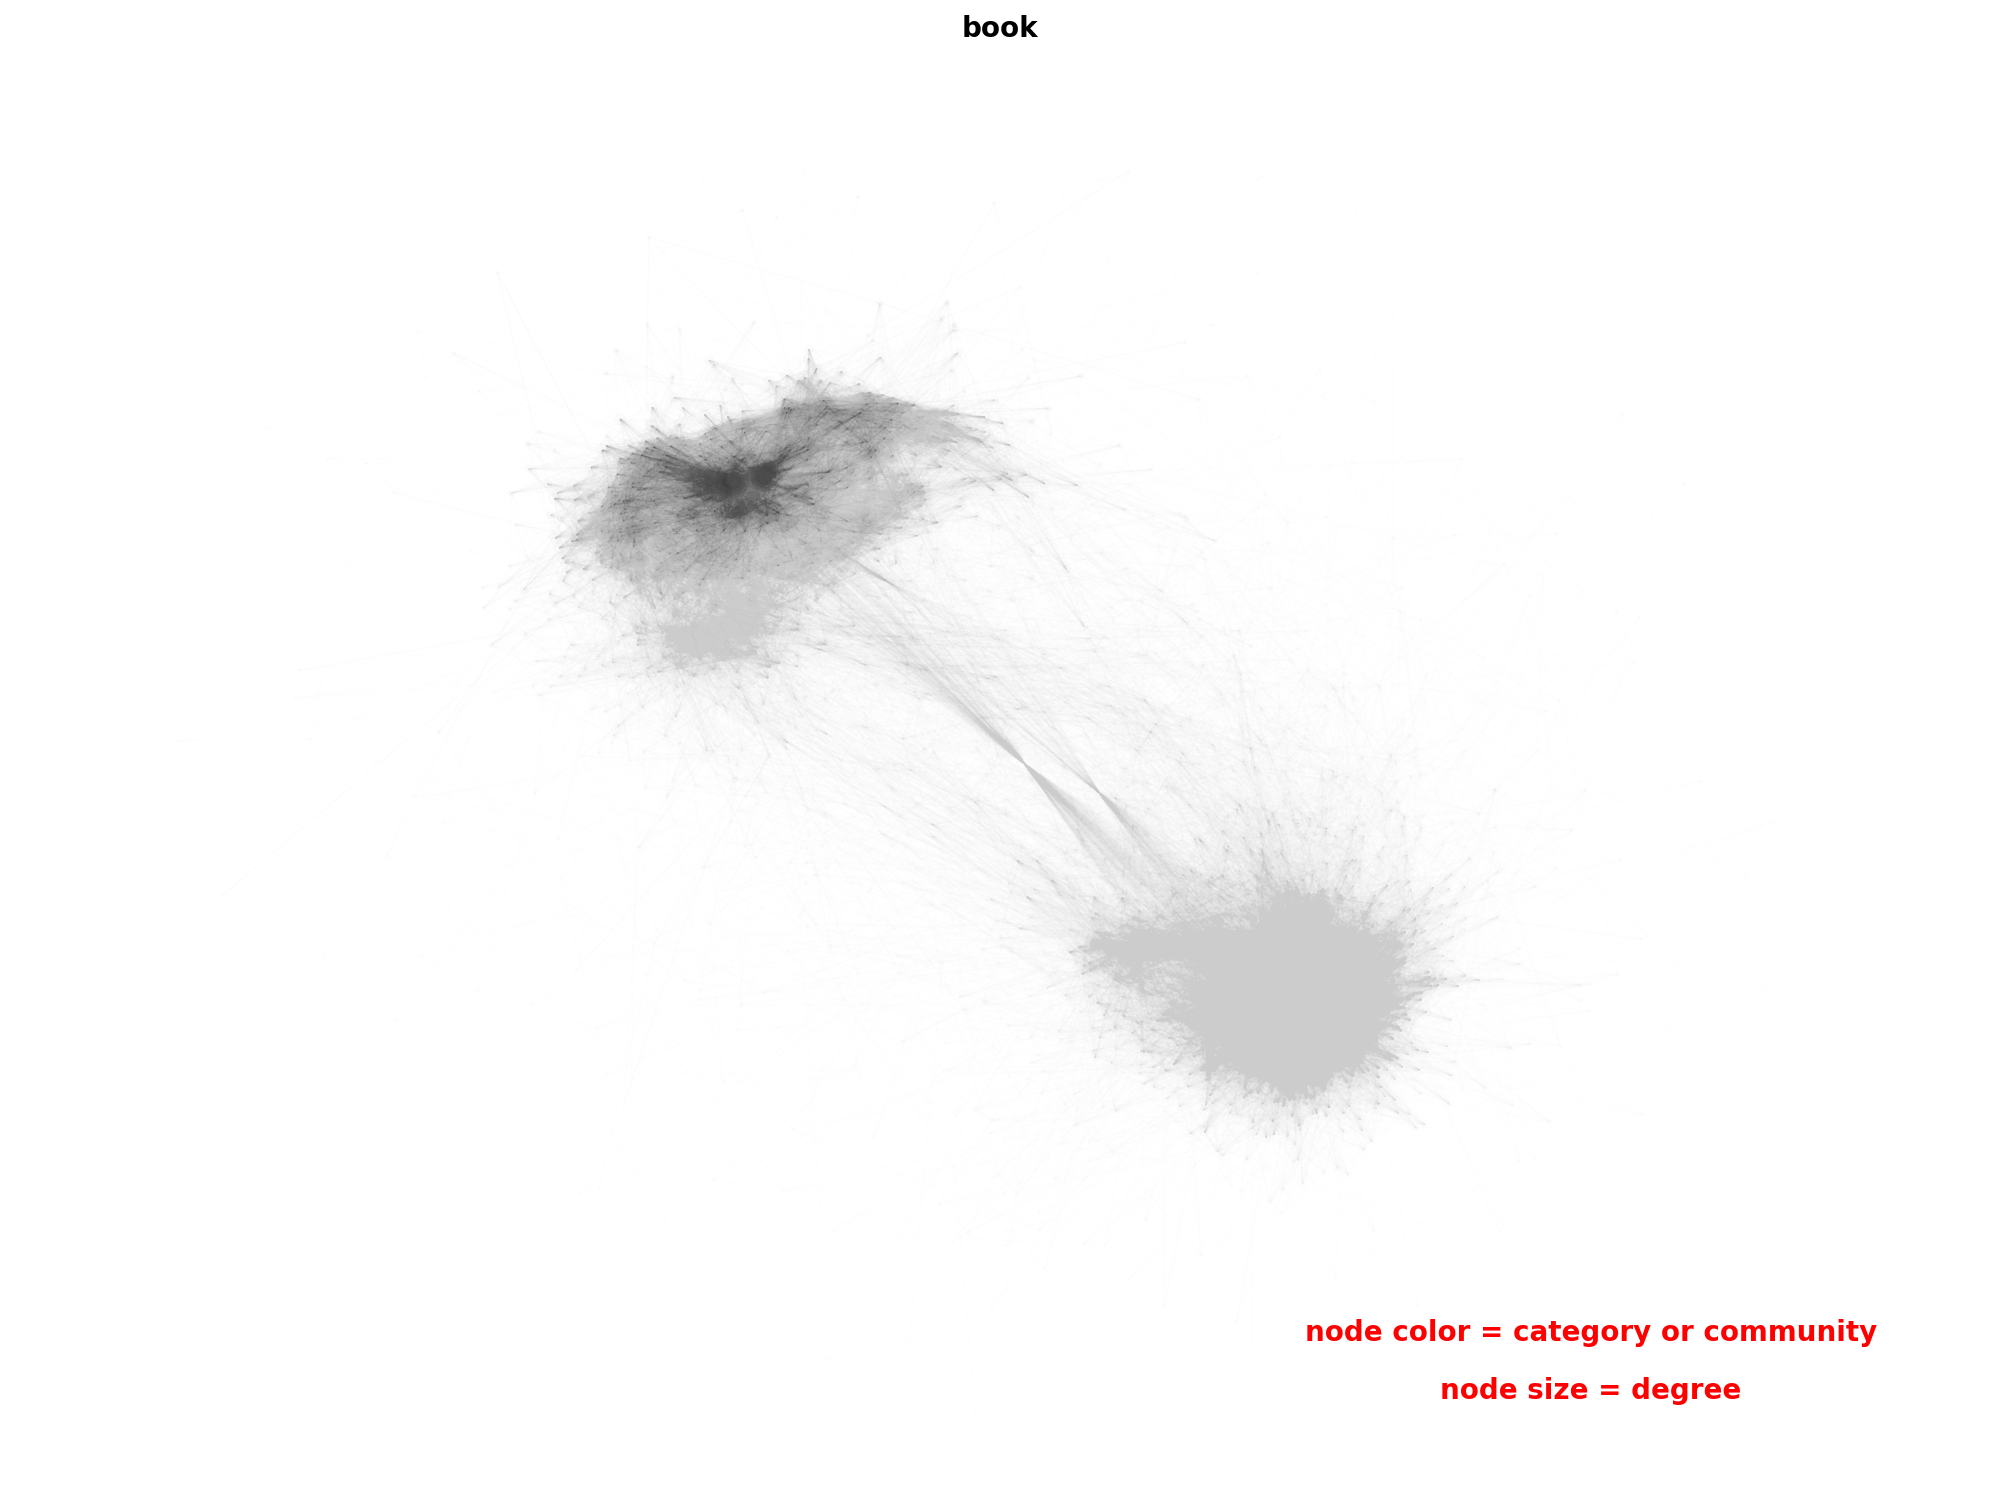 book
node color = category or community
node size = degree